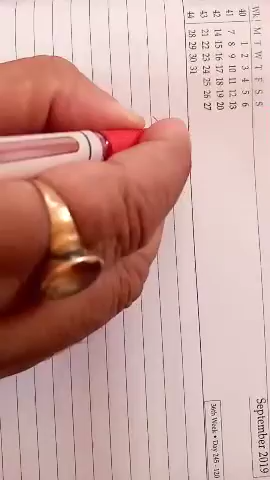 Wk M T W T F S S
40 1 2 3 4 5 6
41 7 8 9 10 11 12 13
42 14 15 16 17 18 19 20
43 21 22 23 24 25 26 27
44 28 29 30 31
September 2019
36th Week • Day 245 - 120